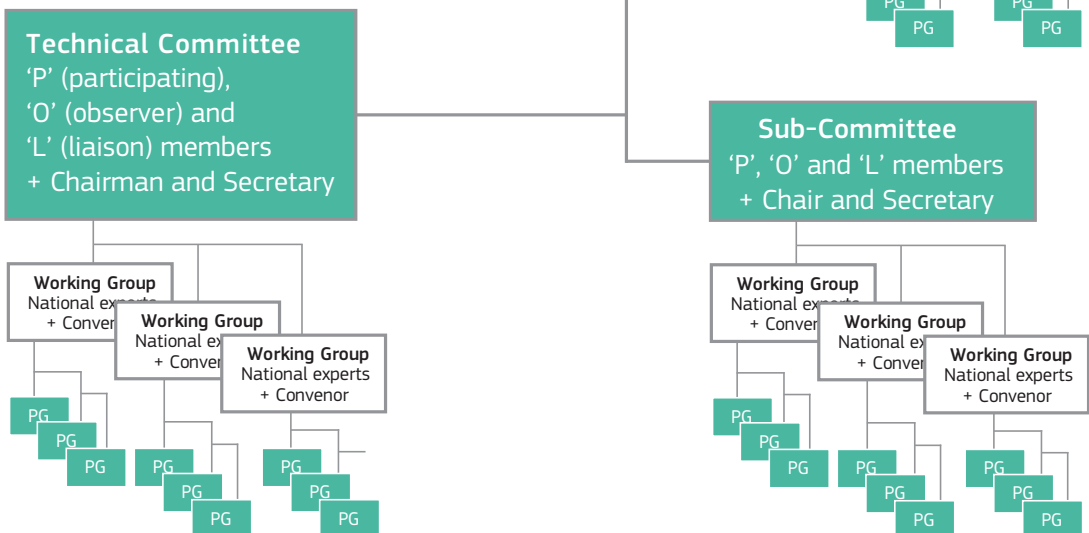 PG
PG
PG
PG
Technical Committee
‘P’ (participating),
‘O’ (observer) and
‘L’ (liaison) members
+ Chairman and Secretary
Sub-Committee
‘P’, ‘O’ and ‘L’ members
+ Chair and Secretary
Working Group
National experts
+ Conver
Working Group
National ex
+ Conver
Working Group
National experts
+ Convenor
PG
PG
PG
PG
PG
PG
PG
PG
PG
Working Group
National experts
+ Conver
Working Group
National ex
+ Conver
Working Group
National experts
+ Convenor
PG
PG
PG
PG
PG
PG
PG
PG
PG